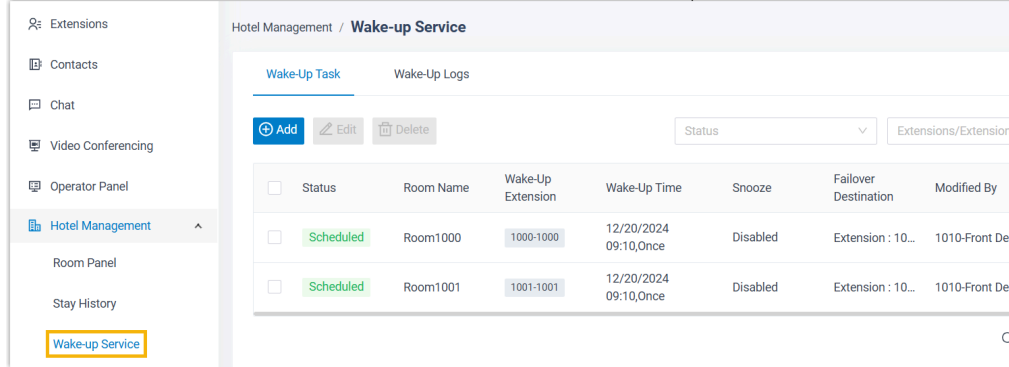 Extensions
Contacts
Chat
Video Conferencing
Operator Panel
Hotel Management
Room Panel
Stay History
Wake-up Service
Hotel Management / Wake-up Service
Wake-Up Task Wake-Up Logs
Add Edit Delete Status Extensions/Extension
Status Room Name Wake-Up Extension Wake-Up Time Snooze Failover Destination Modified By
Scheduled Room1000 1000-1000 12/20/2024 09:10,Once Disabled Extension : 10... 1010-Front De
Scheduled Room1001 1001-1001 12/20/2024 09:10,Once Disabled Extension : 10... 1010-Front De